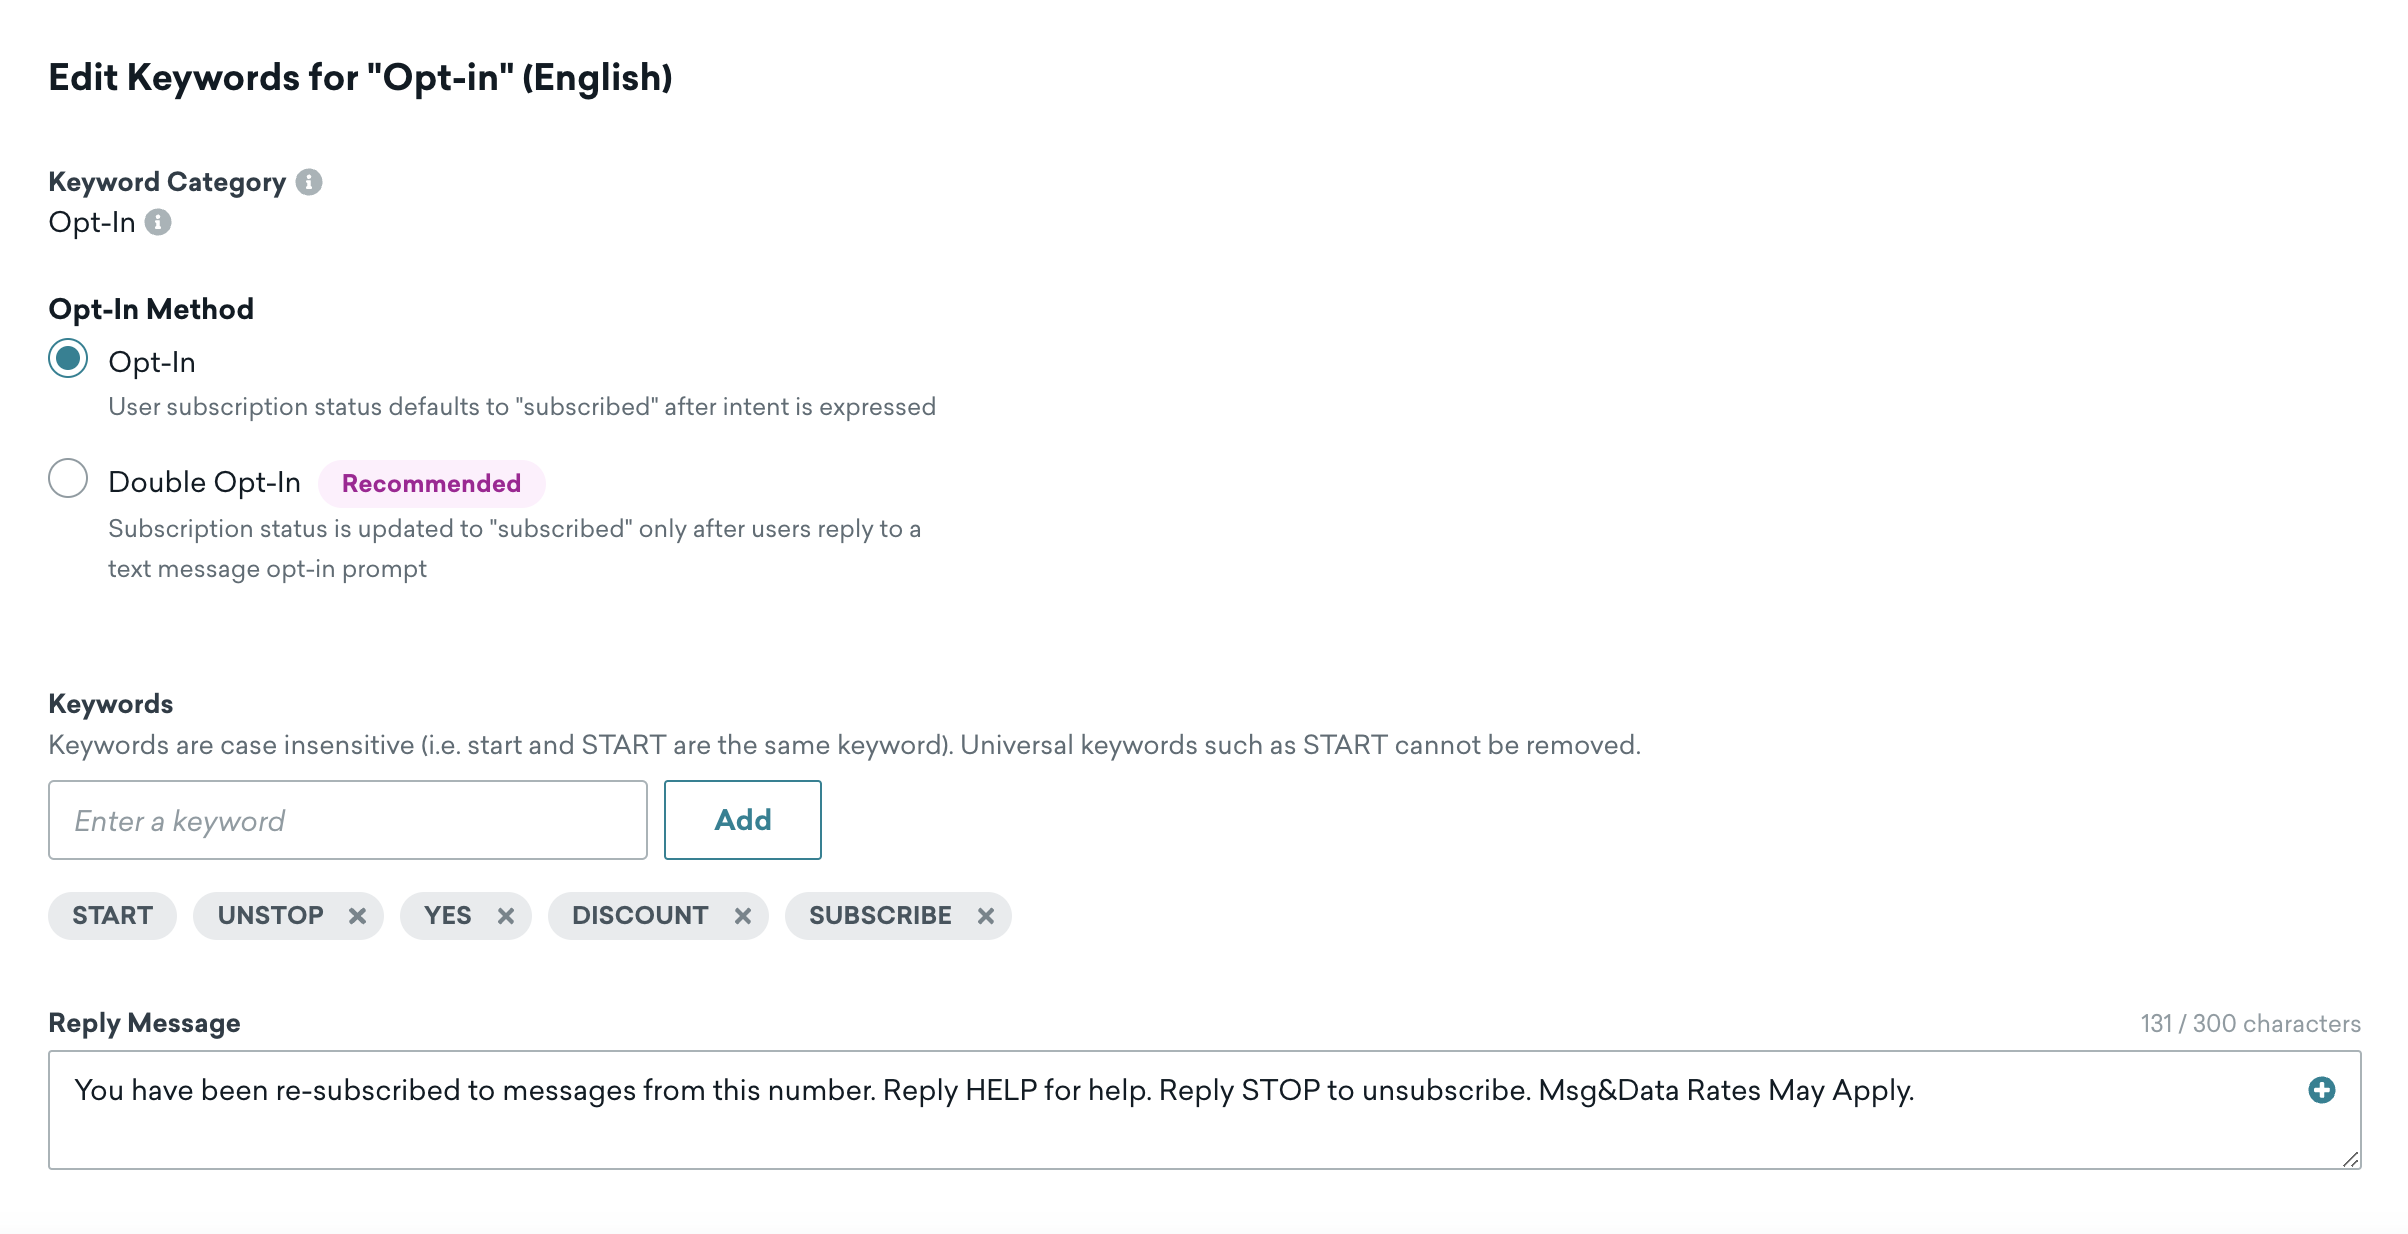 Edit Keywords for "Opt-in" (English)
Keyword Category
Opt-In
Opt-In Method
Opt-In
User subscription status defaults to "subscribed" after intent is expressed
Double Opt-In Recommended
Subscription status is updated to "subscribed" only after users reply to a
text message opt-in prompt
Keywords
Keywords are case insensitive (i.e. start and START are the same keyword). Universal keywords such as START cannot be removed.
Enter a keyword Add
START UNSTOP YES DISCOUNT SUBSCRIBE
Reply Message 131 / 300 characters
You have been re-subscribed to messages from this number. Reply HELP for help. Reply STOP to unsubscribe. Msg&Data Rates May Apply.